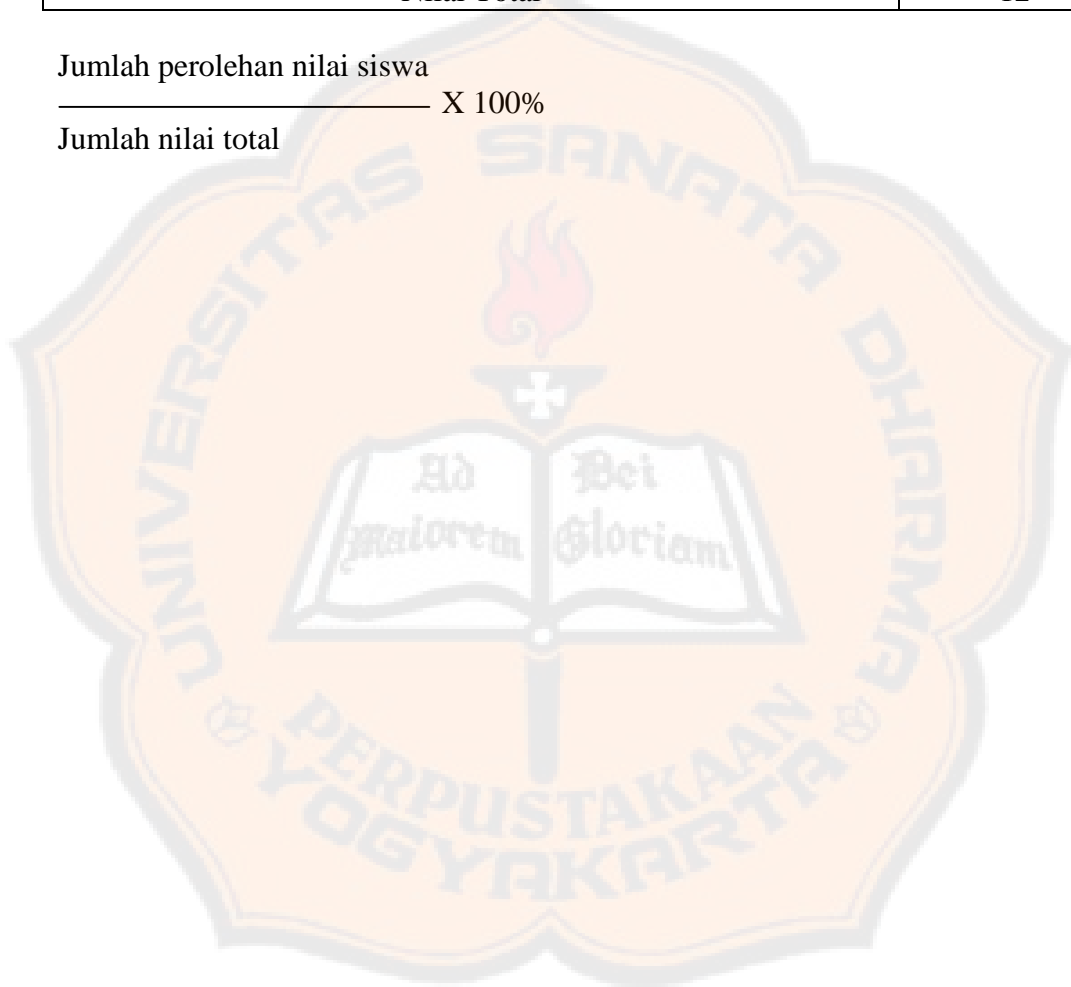 Nilai Total 12
Jumlah perolehan nilai siswa
X 100%
Jumlah nilai total
UNIVERSITAS SANATA DHARMA
Ad Dei
Maiorem Gloriam
PERPUSTAKAAN
YOGYAKARTA